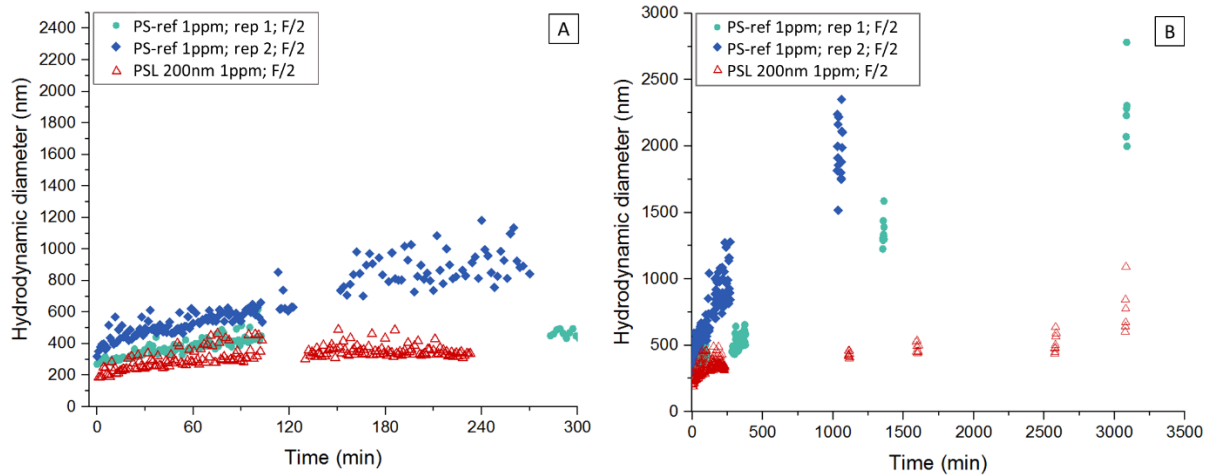 A
PS-ref 1ppm; rep 1; F/2
PS-ref 1ppm; rep 2; F/2
PSL 200nm 1ppm; F/2
Hydrodynamic diameter (nm)
2400
2200
2000
1800
1600
1400
1200
1000
800
600
400
200
0
0 60 120 180 240 300
Time (min)
B
PS-ref 1ppm; rep 1; F/2
PS-ref 1ppm; rep 2; F/2
PSL 200nm 1ppm; F/2
Hydrodynamic diameter (nm)
3000
2500
2000
1500
1000
500
0
0 500 1000 1500 2000 2500 3000 3500
Time (min)